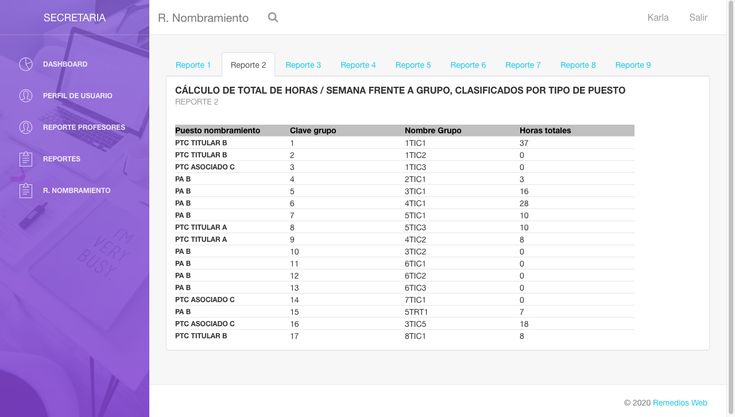 SECRETARIA
R. Nombramiento
Karla Salir
DASHBOARD
PERFIL DE USUARIO
REPORTE PROFESORES
REPORTES
R. NOMBRAMIENTO
I'M VERY BUSY
Reporte 1 Reporte 2 Reporte 3 Reporte 4 Reporte 5 Reporte 6 Reporte 7 Reporte 8 Reporte 9
CÁLCULO DE TOTAL DE HORAS / SEMANA FRENTE A GRUPO, CLASIFICADOS POR TIPO DE PUESTO
REPORTE 2
Puesto nombramiento Clave grupo Nombre Grupo Horas totales
PTC TITULAR B 1 1TIC1 37
PTC TITULAR B 2 1TIC2 0
PTC ASOCIADO C 3 1TIC3 0
PA B 4 2TIC1 3
PA B 5 3TIC1 16
PA B 6 4TIC1 28
PA B 7 5TIC1 10
PTC TITULAR A 8 5TIC3 10
PTC TITULAR A 9 4TIC2 8
PA B 10 3TIC2 0
PA B 11 6TIC1 0
PA B 12 6TIC2 0
PA B 13 6TIC3 0
PTC ASOCIADO C 14 7TIC1 0
PA B 15 5TRT1 7
PTC ASOCIADO C 16 3TIC5 18
PTC TITULAR B 17 8TIC1 8
© 2020 Remedios Web